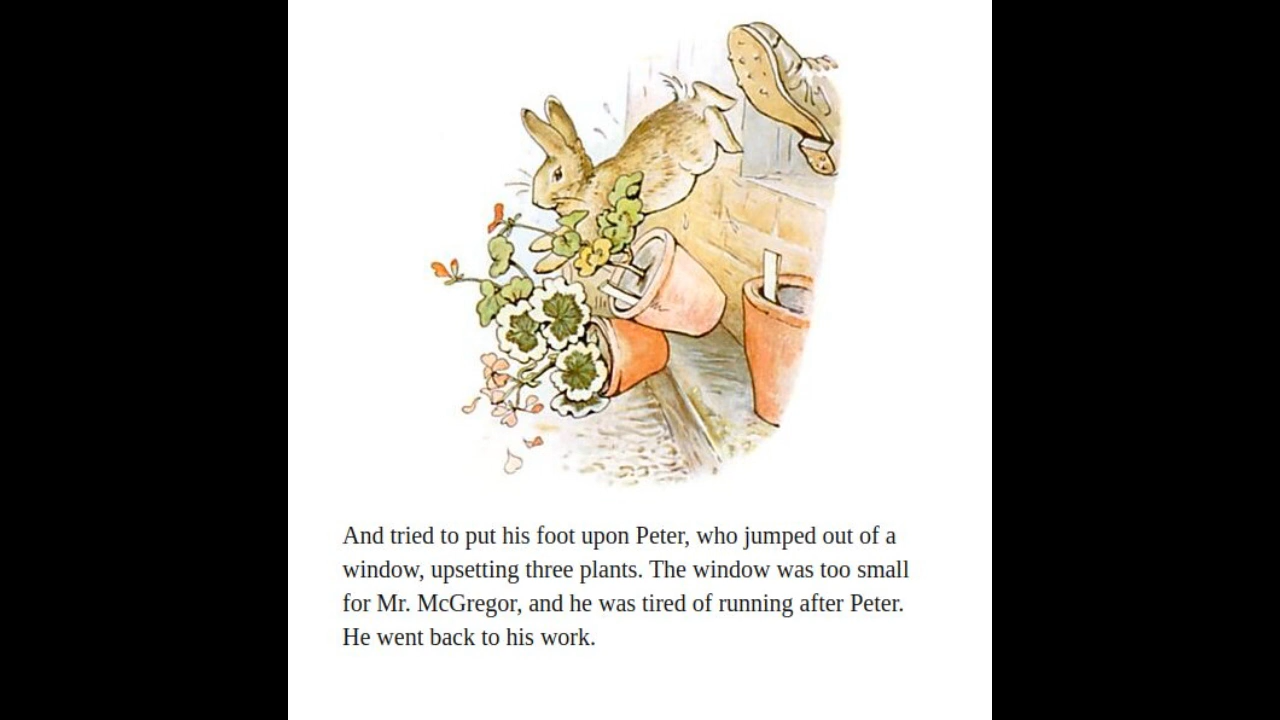 And tried to put his foot upon Peter, who jumped out of a
window, upsetting three plants. The window was too small
for Mr. McGregor, and he was tired of running after Peter.
He went back to his work.